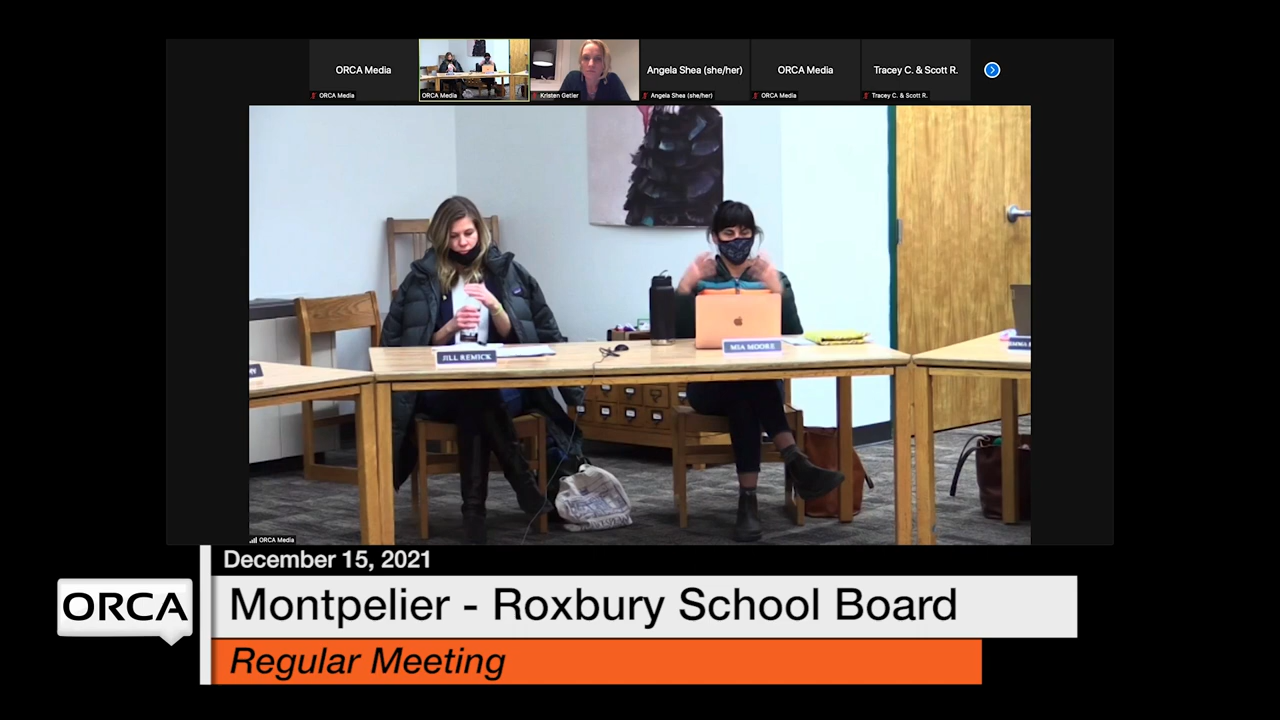 ORCA Media
Angela Shea (she/her)
ORCA Media
Tracey C. & Scott R.
ORCA Media
ORCA Media
Kristen Getler
Angela Shea (she/her)
ORCA Media
Tracey C. & Scott R.
JILL REMICK
MIA MOORE
ORCA Media
December 15, 2021
ORCA
Montpelier - Roxbury School Board
Regular Meeting